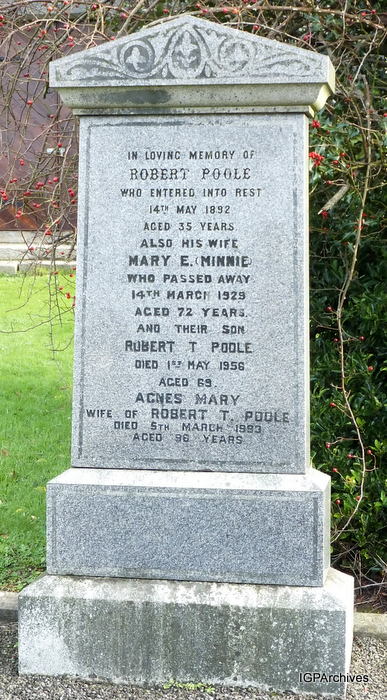 IN LOVING MEMORY OF
ROBERT POOLE
WHO ENTERED INTO REST
14TH MAY 1892
AGED 35 YEARS
ALSO HIS WIFE
MARY E. (MINNIE)
WHO PASSED AWAY
14TH MARCH 1929
AGED 72 YEARS.
AND THEIR SON
ROBERT T POOLE
DIED 1ST MAY 1956
AGED 69.
AGNES MARY
WIFE OF ROBERT T. POOLE
DIED 5TH MARCH 1993
AGED 96 YEARS
IGPArchives